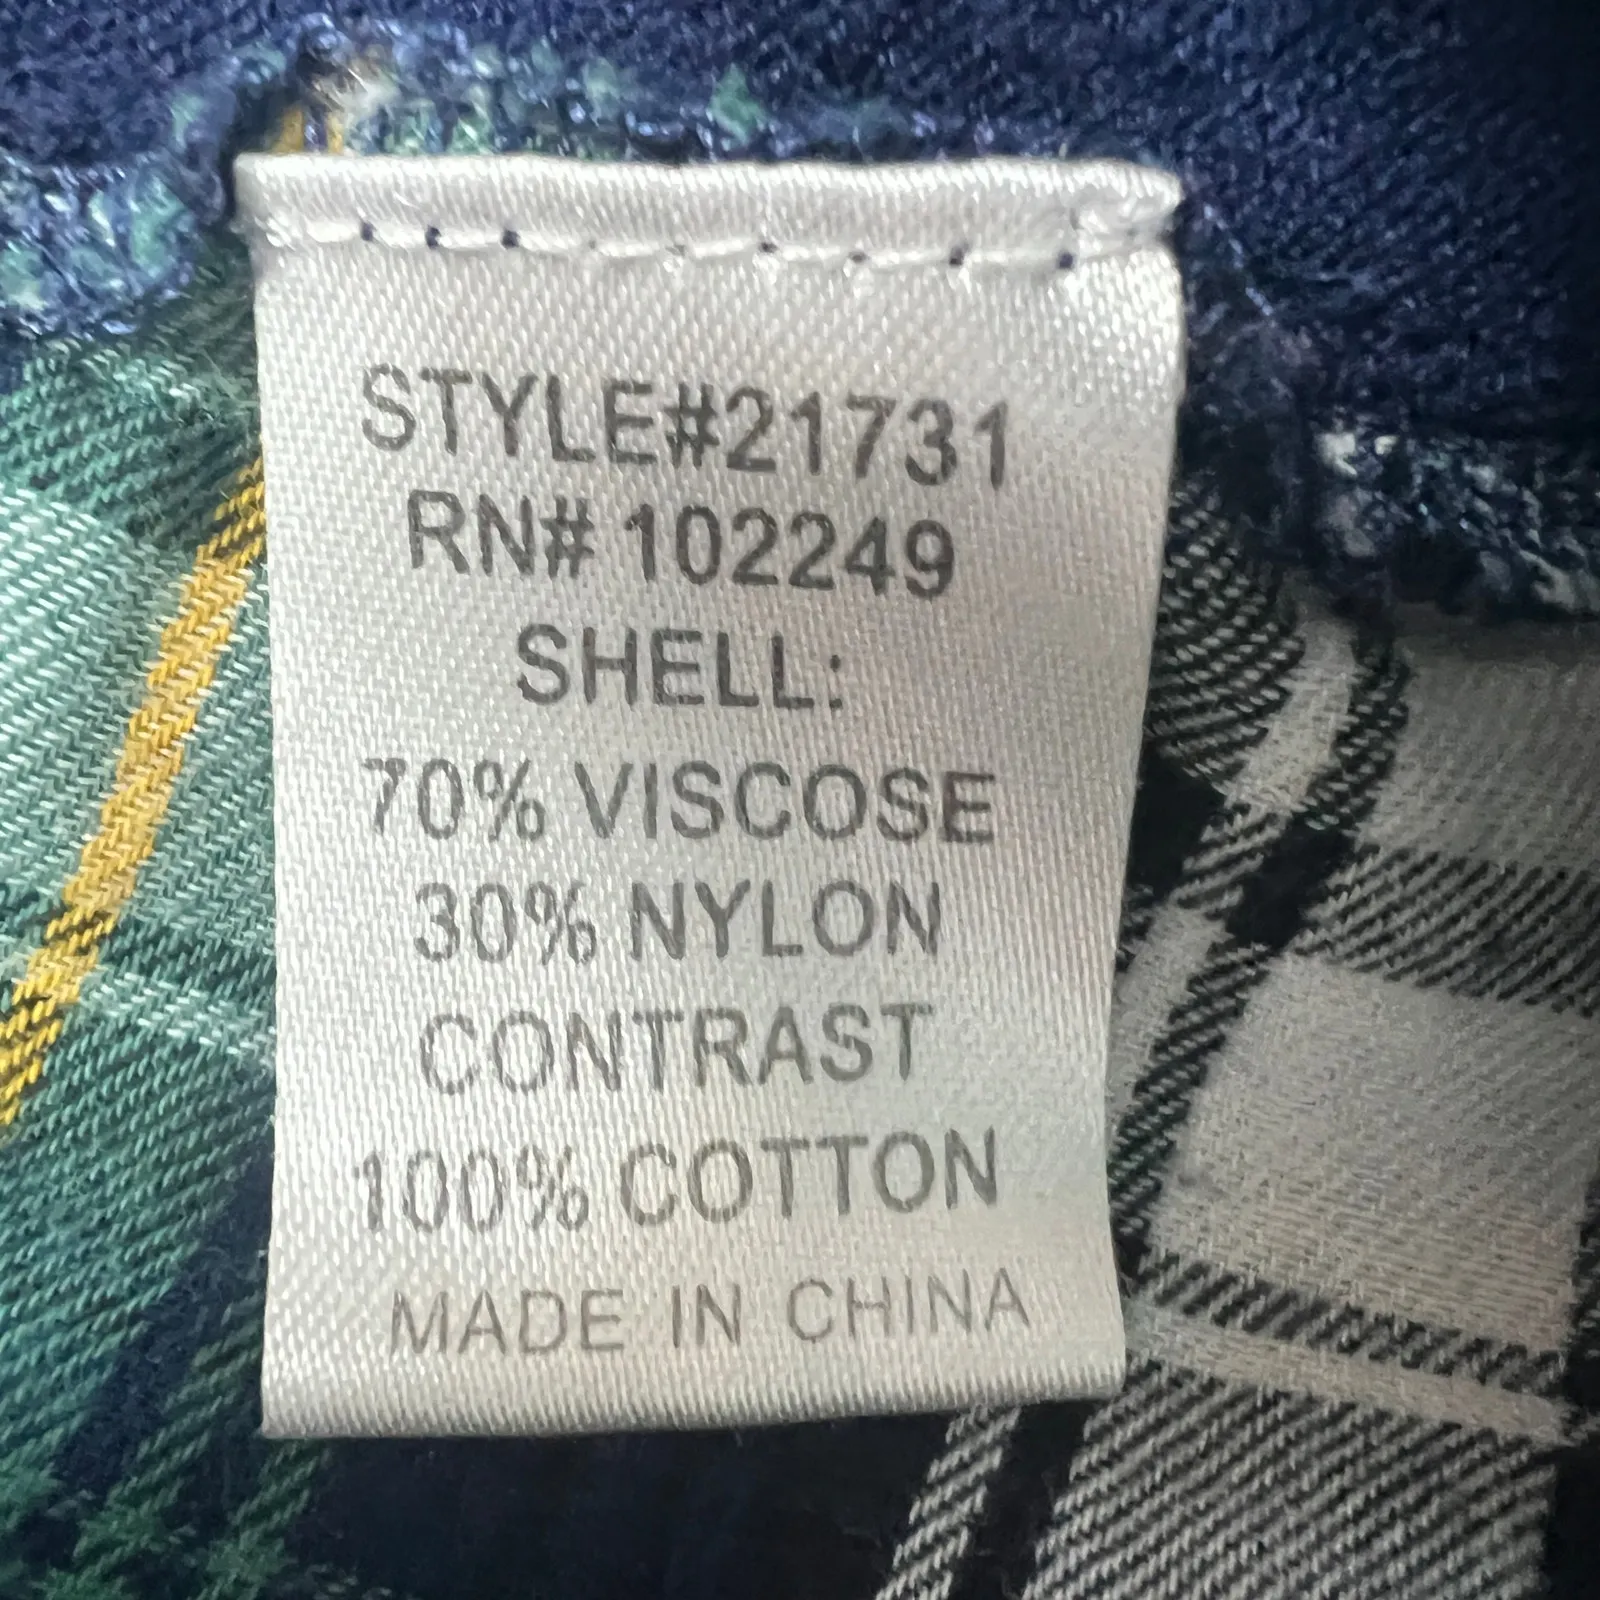 STYLE#21731
RN# 102249
SHELL:
70% VISCOSE
30% NYLON
CONTRAST
100% COTTON
MADE IN CHINA